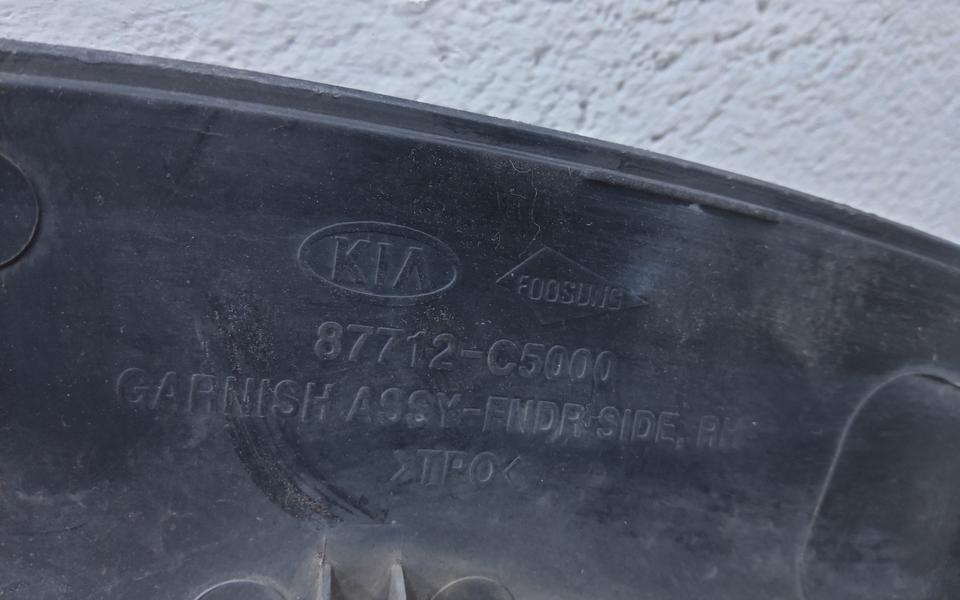 KIA
FOOSUNG
87712-C5000
GARNISH ASSY-FNDR SIDE, RH
>TPO<